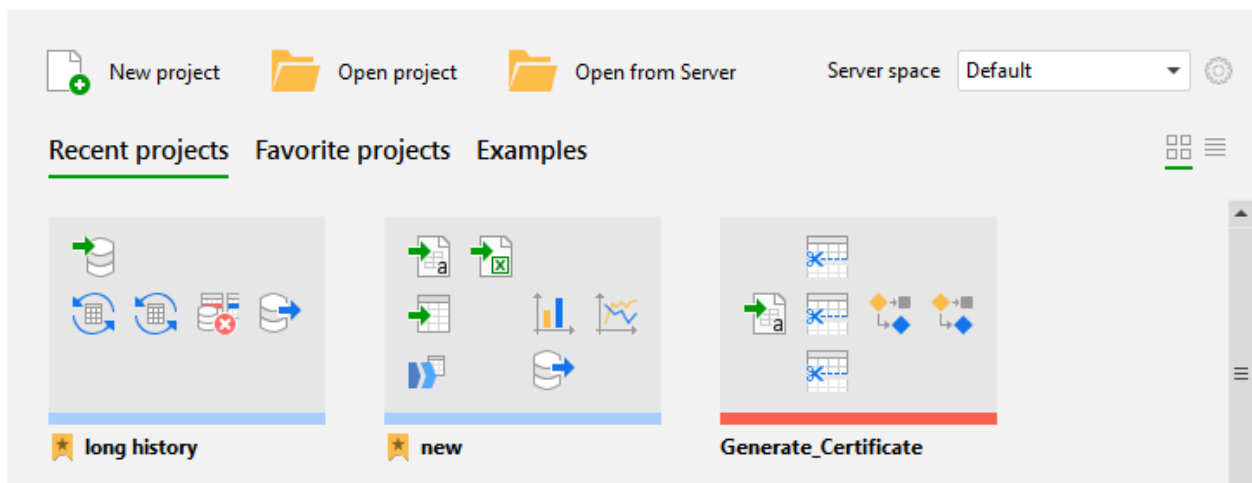 New project Open project Open from Server Server space Default
Recent projects Favorite projects Examples
long history new Generate_Certificate